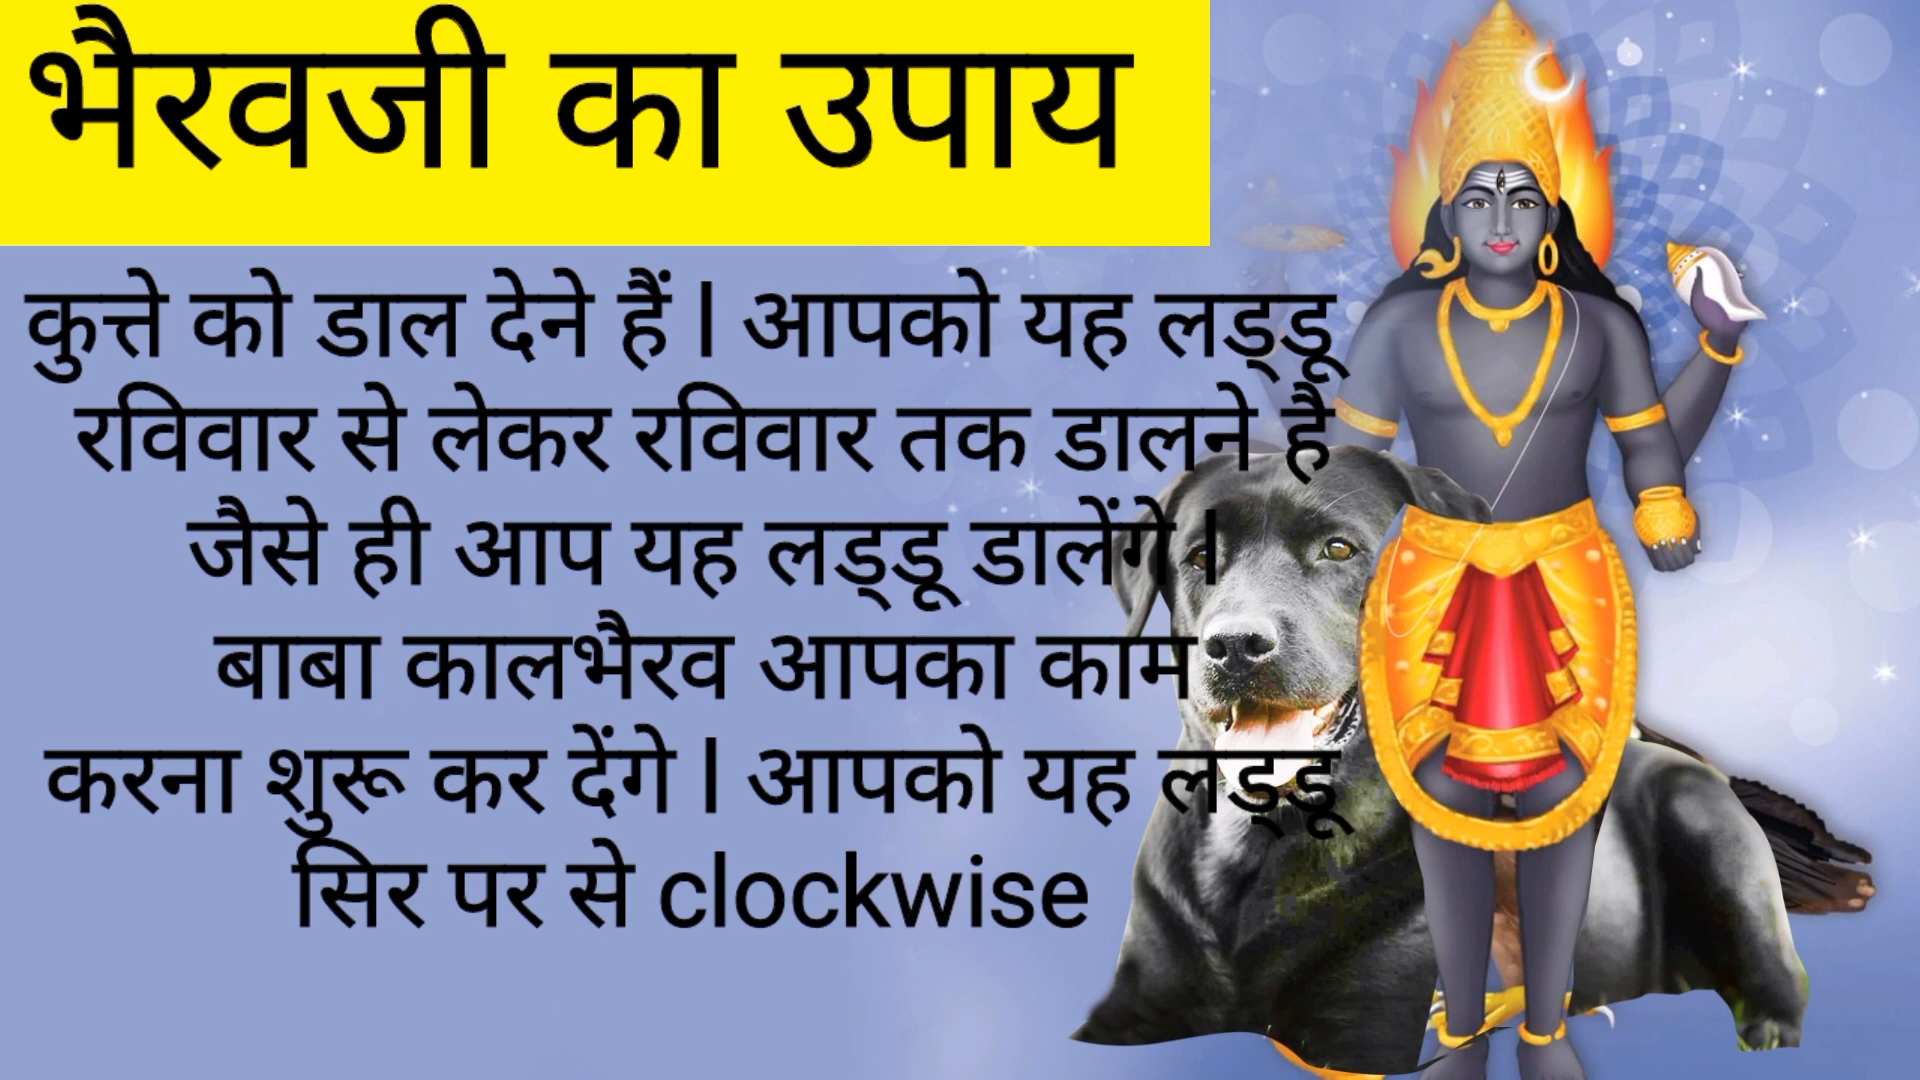 भैरवजी का उपाय
कुत्ते को डाल देने हैं l आपको यह लड्डू
रविवार से लेकर रविवार तक डालने है
जैसे ही आप यह लड्डू डालेंगे l
बाबा कालभैरव आपका काम
करना शुरू कर देंगे l आपको यह लड्डू
सिर पर से clockwise